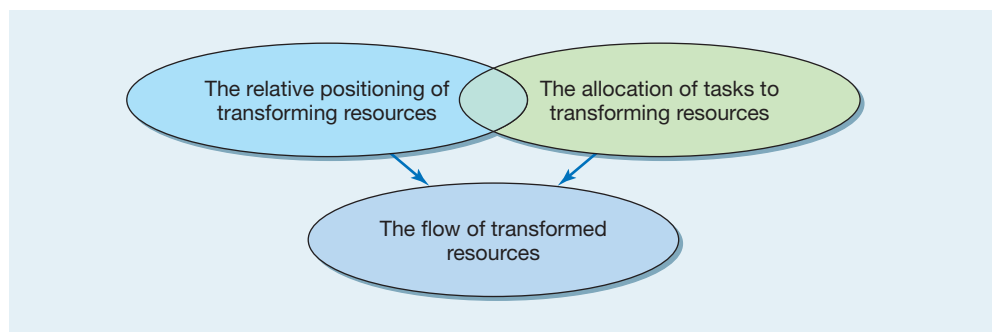 The relative positioning of
transforming resources
The allocation of tasks to
transforming resources
The flow of transformed
resources